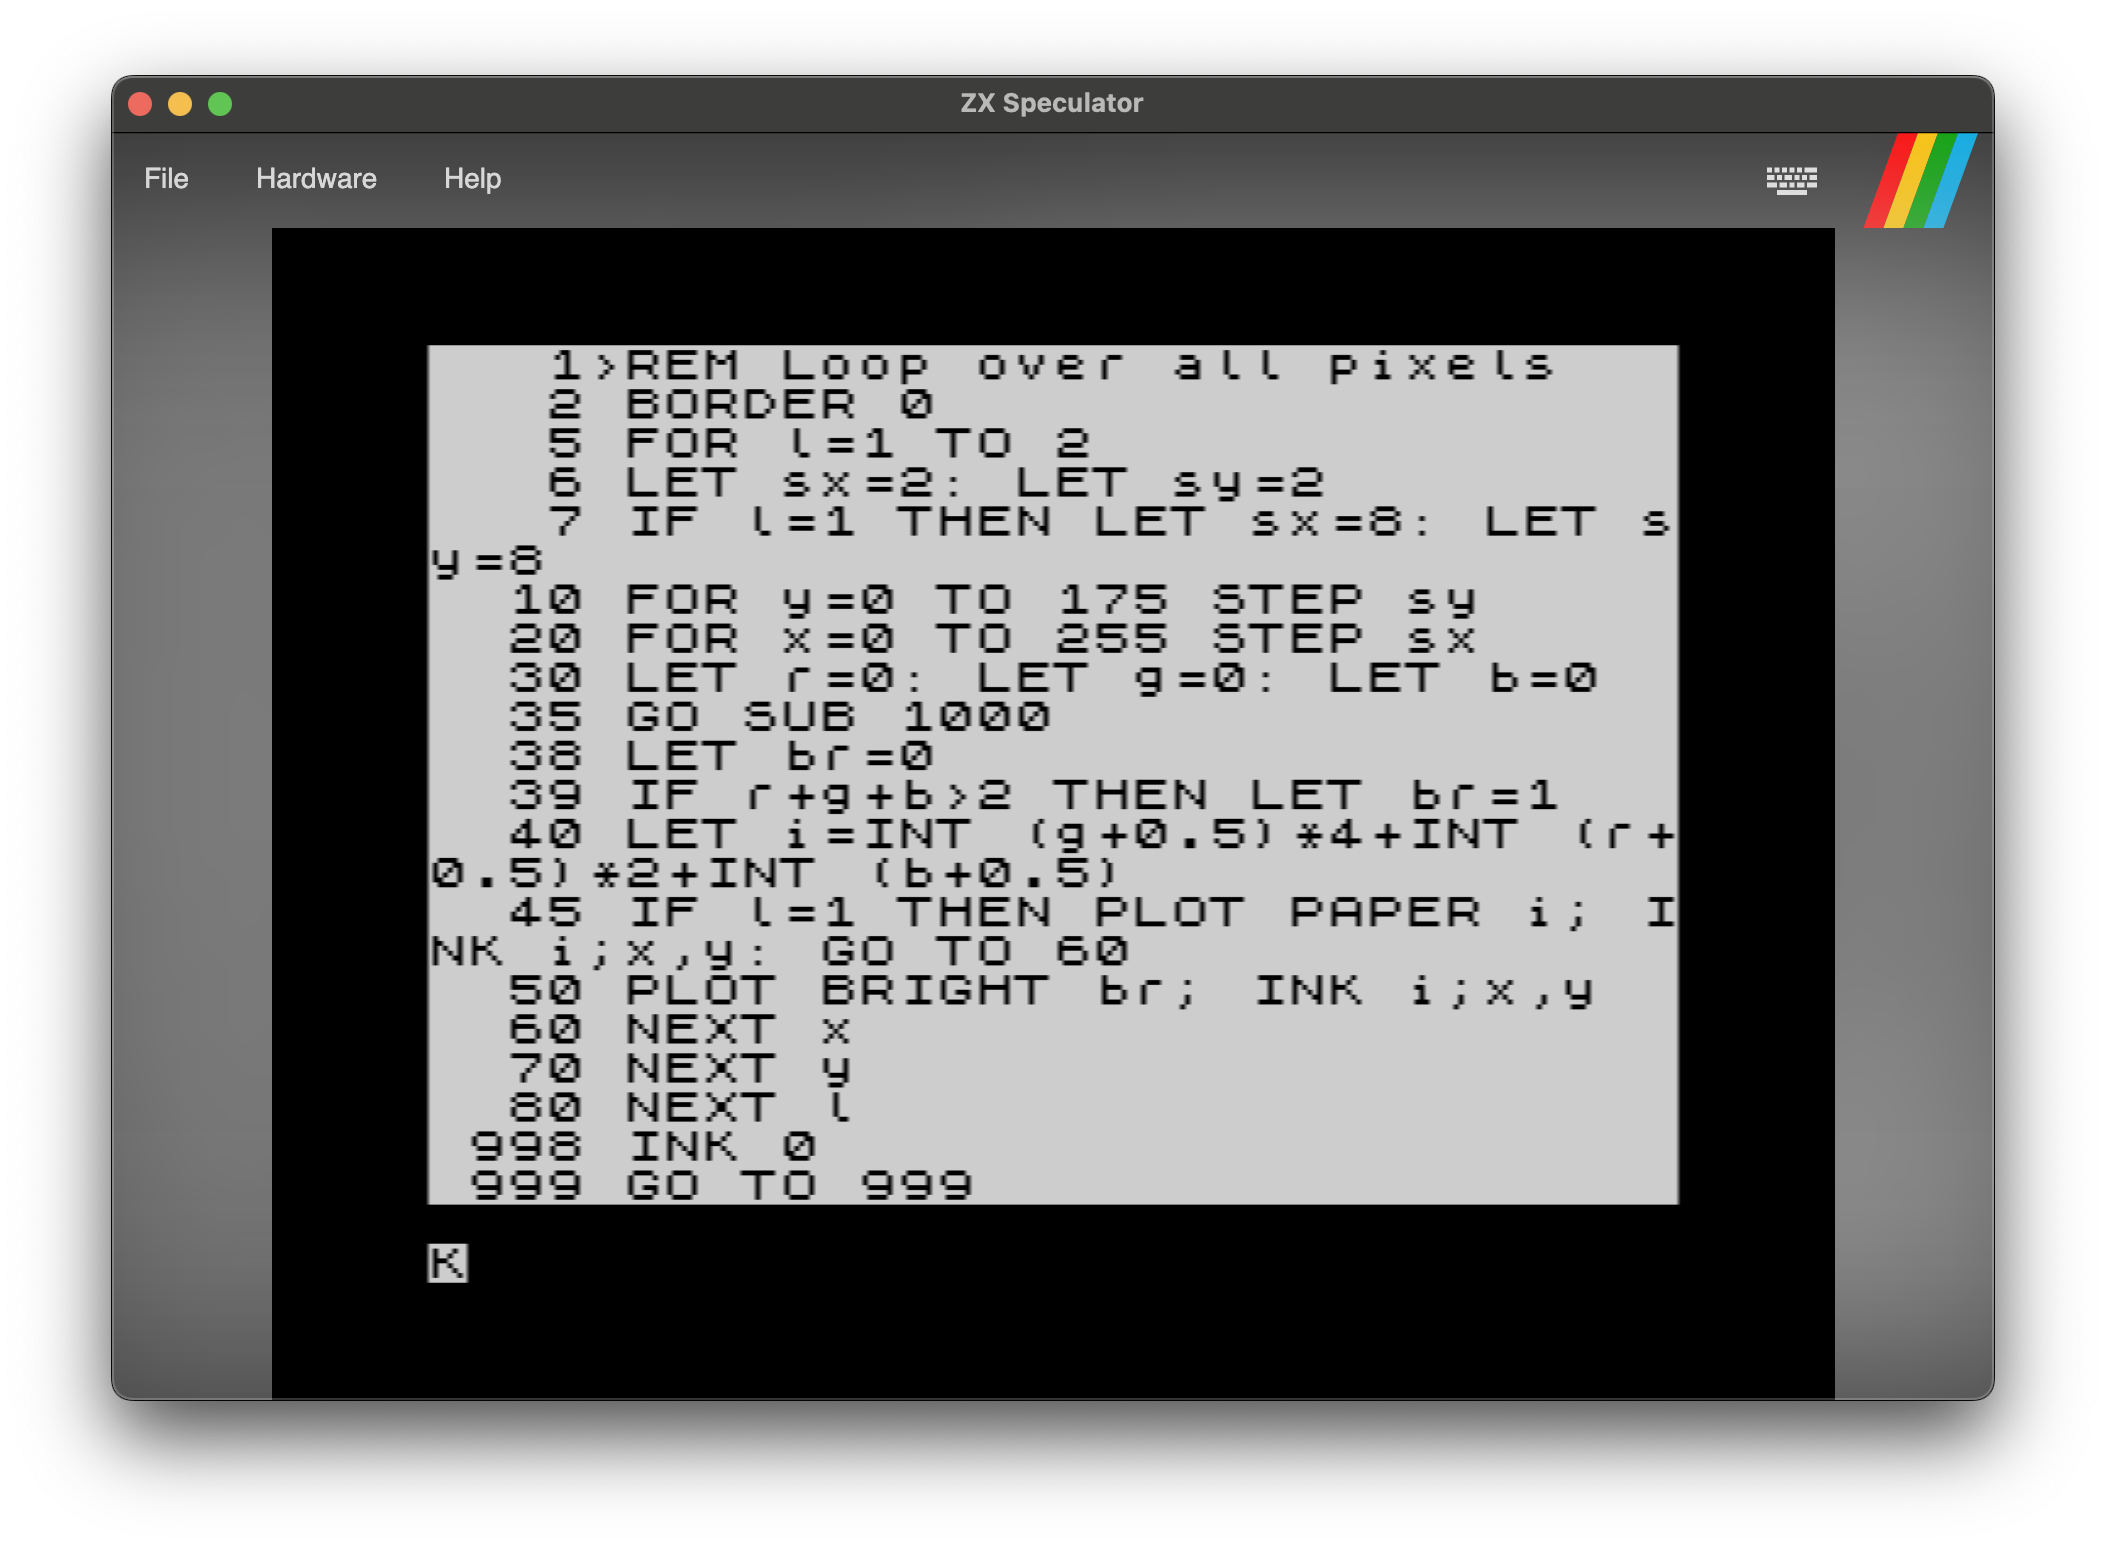 ZX Speculator
File Hardware Help
1>REM Loop over all pixels
2 BORDER 0
5 FOR l=1 TO 2
6 LET sx=2: LET sy=2
7 IF l=1 THEN LET sx=8: LET s
y=8
10 FOR y=0 TO 175 STEP sy
20 FOR x=0 TO 255 STEP sx
30 LET r=0: LET g=0: LET b=0
35 GO SUB 1000
38 LET br=0
39 IF r+g+b>2 THEN LET br=1
40 LET i=INT (g+0.5)*4+INT (r+
0.5)*2+INT (b+0.5)
45 IF l=1 THEN PLOT PAPER i; I
NK i;x,y: GO TO 60
50 PLOT BRIGHT br; INK i;x,y
60 NEXT x
70 NEXT y
80 NEXT l
998 INK 0
999 GO TO 999
K